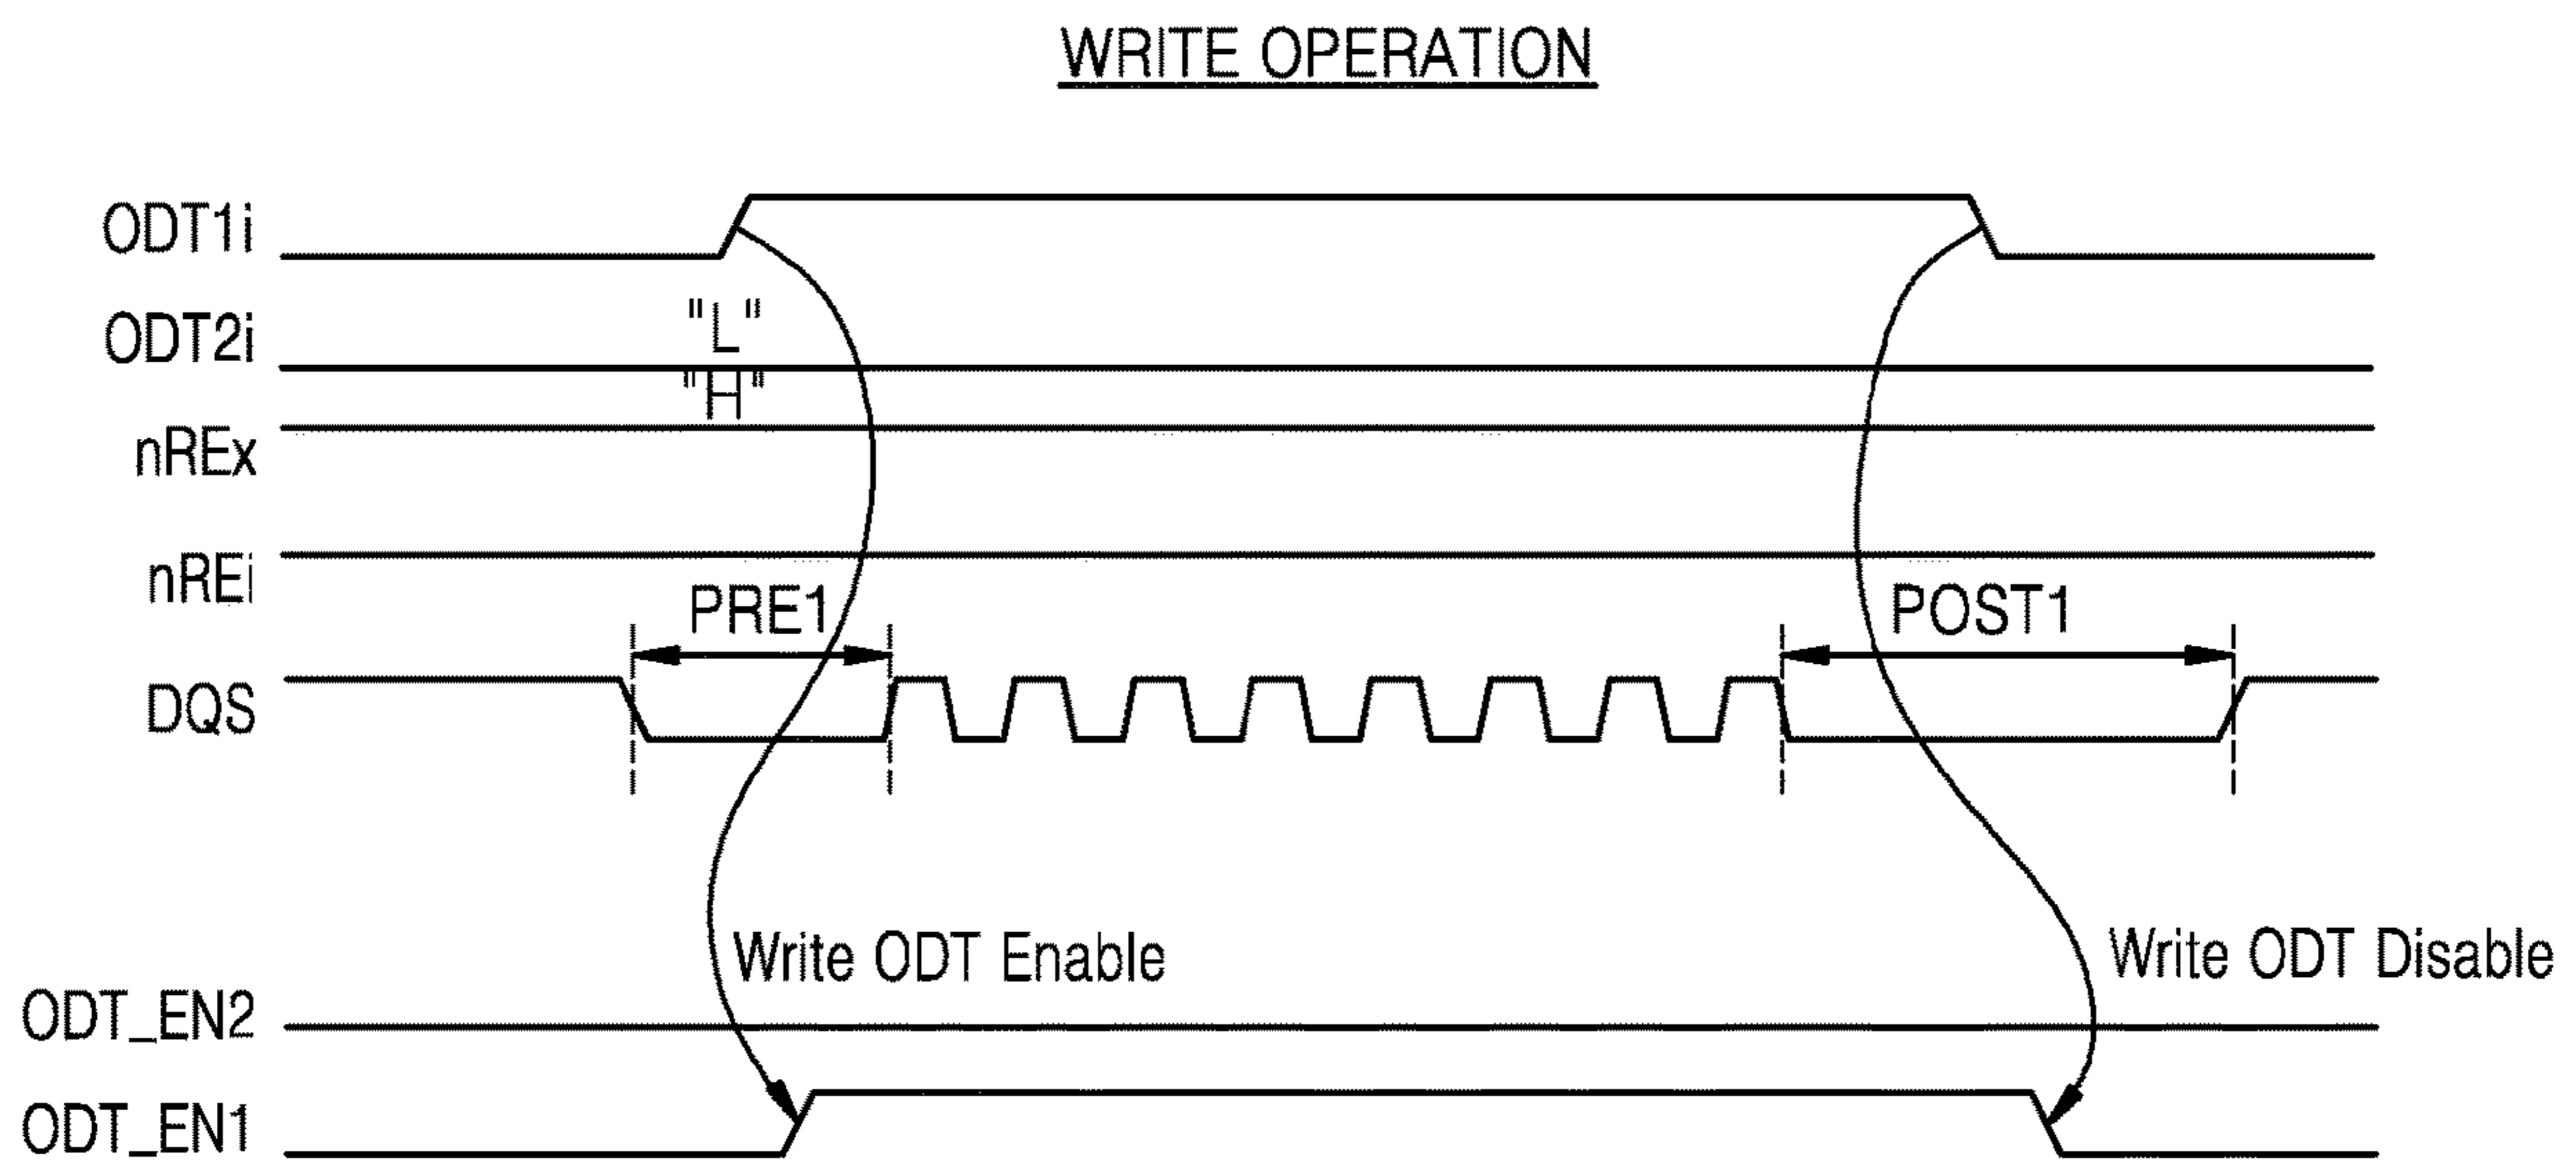 WRITE OPERATION
ODT1i
ODT2i "L"
"H"
nREx
nREi
PRE1 POST1
DQS
Write ODT Enable Write ODT Disable
ODT_EN2
ODT_EN1